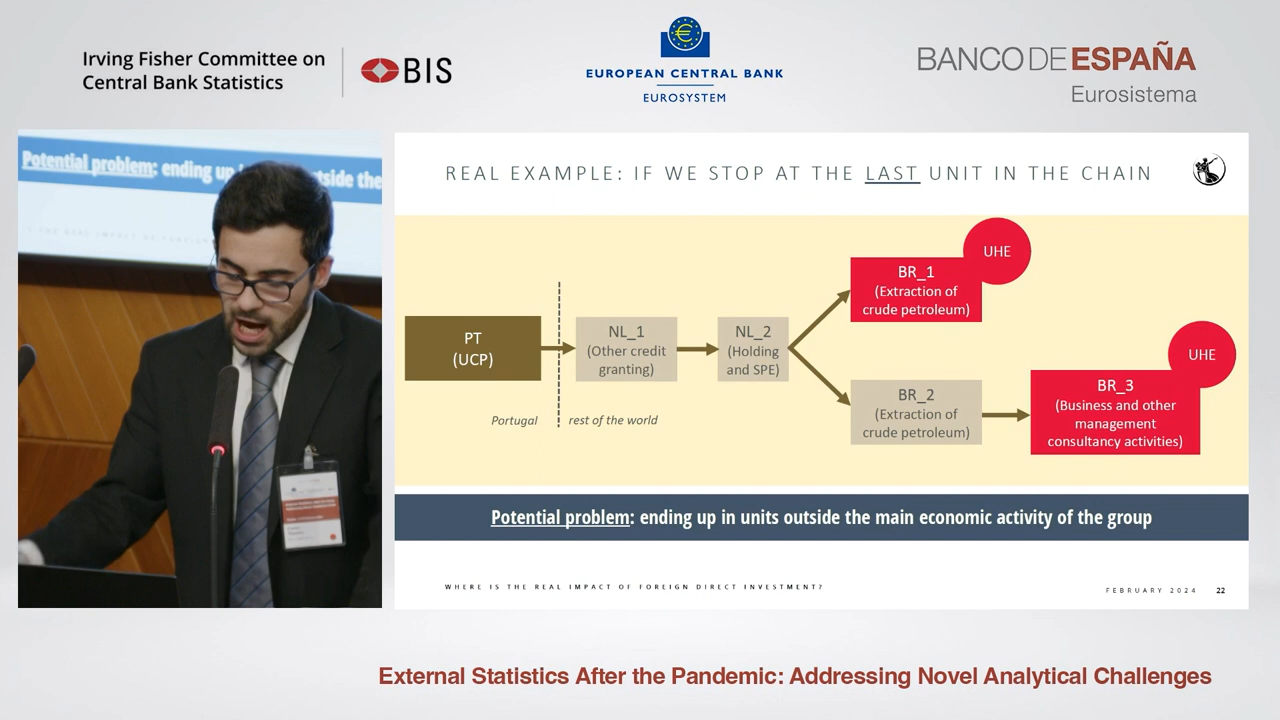 Irving Fisher Committee on
Central Bank Statistics
BIS
EUROPEAN CENTRAL BANK
EUROSYSTEM
BANCO DE ESPAÑA
Eurosistema
Potential problem: ending up
outside the
REAL EXAMPLE: IF WE STOP AT THE LAST UNIT IN THE CHAIN
PT
(UCP)
Portugal
rest of the world
NL_1
(Other credit
granting)
NL_2
(Holding
and SPE)
BR_1
(Extraction of
crude petroleum)
UHE
BR_2
(Extraction of
crude petroleum)
BR_3
(Business and other
management
consultancy activities)
UHE
Potential problem: ending up in units outside the main economic activity of the group
WHERE IS THE REAL IMPACT OF FOREIGN DIRECT INVESTMENT?
FEBRUARY 2024 22
External Statistics After the Pandemic: Addressing Novel Analytical Challenges